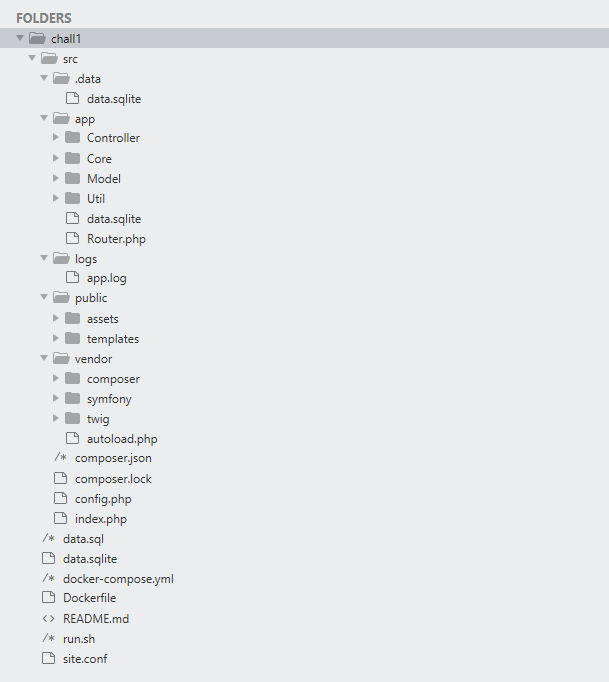 FOLDERS
chall1
src
.data
data.sqlite
app
Controller
Core
Model
Util
data.sqlite
Router.php
logs
app.log
public
assets
templates
vendor
composer
symfony
twig
autoload.php
/* composer.json
composer.lock
config.php
index.php
/* data.sql
data.sqlite
/* docker-compose.yml
Dockerfile
<> README.md
/* run.sh
site.conf